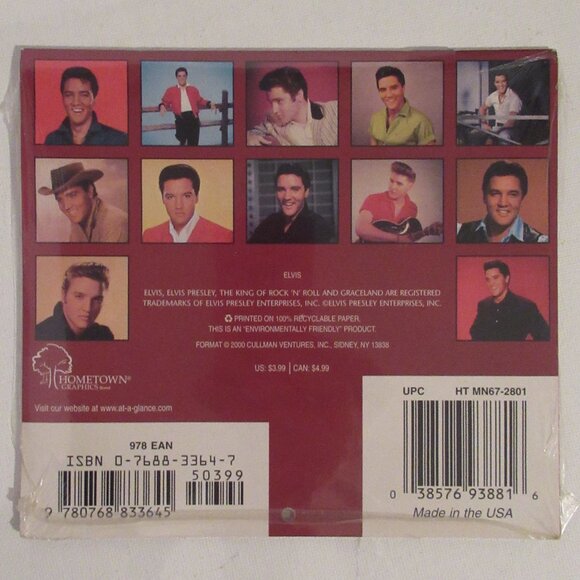 ELVIS
ELVIS, ELVIS PRESLEY, THE KING OF ROCK 'N' ROLL AND GRACELAND ARE REGISTERED
TRADEMARKS OF ELVIS PRESLEY ENTERPRISES, INC. ©ELVIS PRESLEY ENTERPRISES, INC.
PRINTED ON 100% RECYCLABLE PAPER.
THIS IS AN "ENVIRONMENTALLY FRIENDLY" PRODUCT.
FORMAT © 2000 CULLMAN VENTURES, INC., SIDNEY, NY 13838
US: $3.99 | CAN: $4.99
HOMETOWN®
GRAPHICS Brand
Visit our website at www.at-a-glance.com
UPC HT MN67-2801
0 38576 93881 6
Made in the USA
978 EAN
ISBN 0-7688-3364-7
50399
9 780768 833645